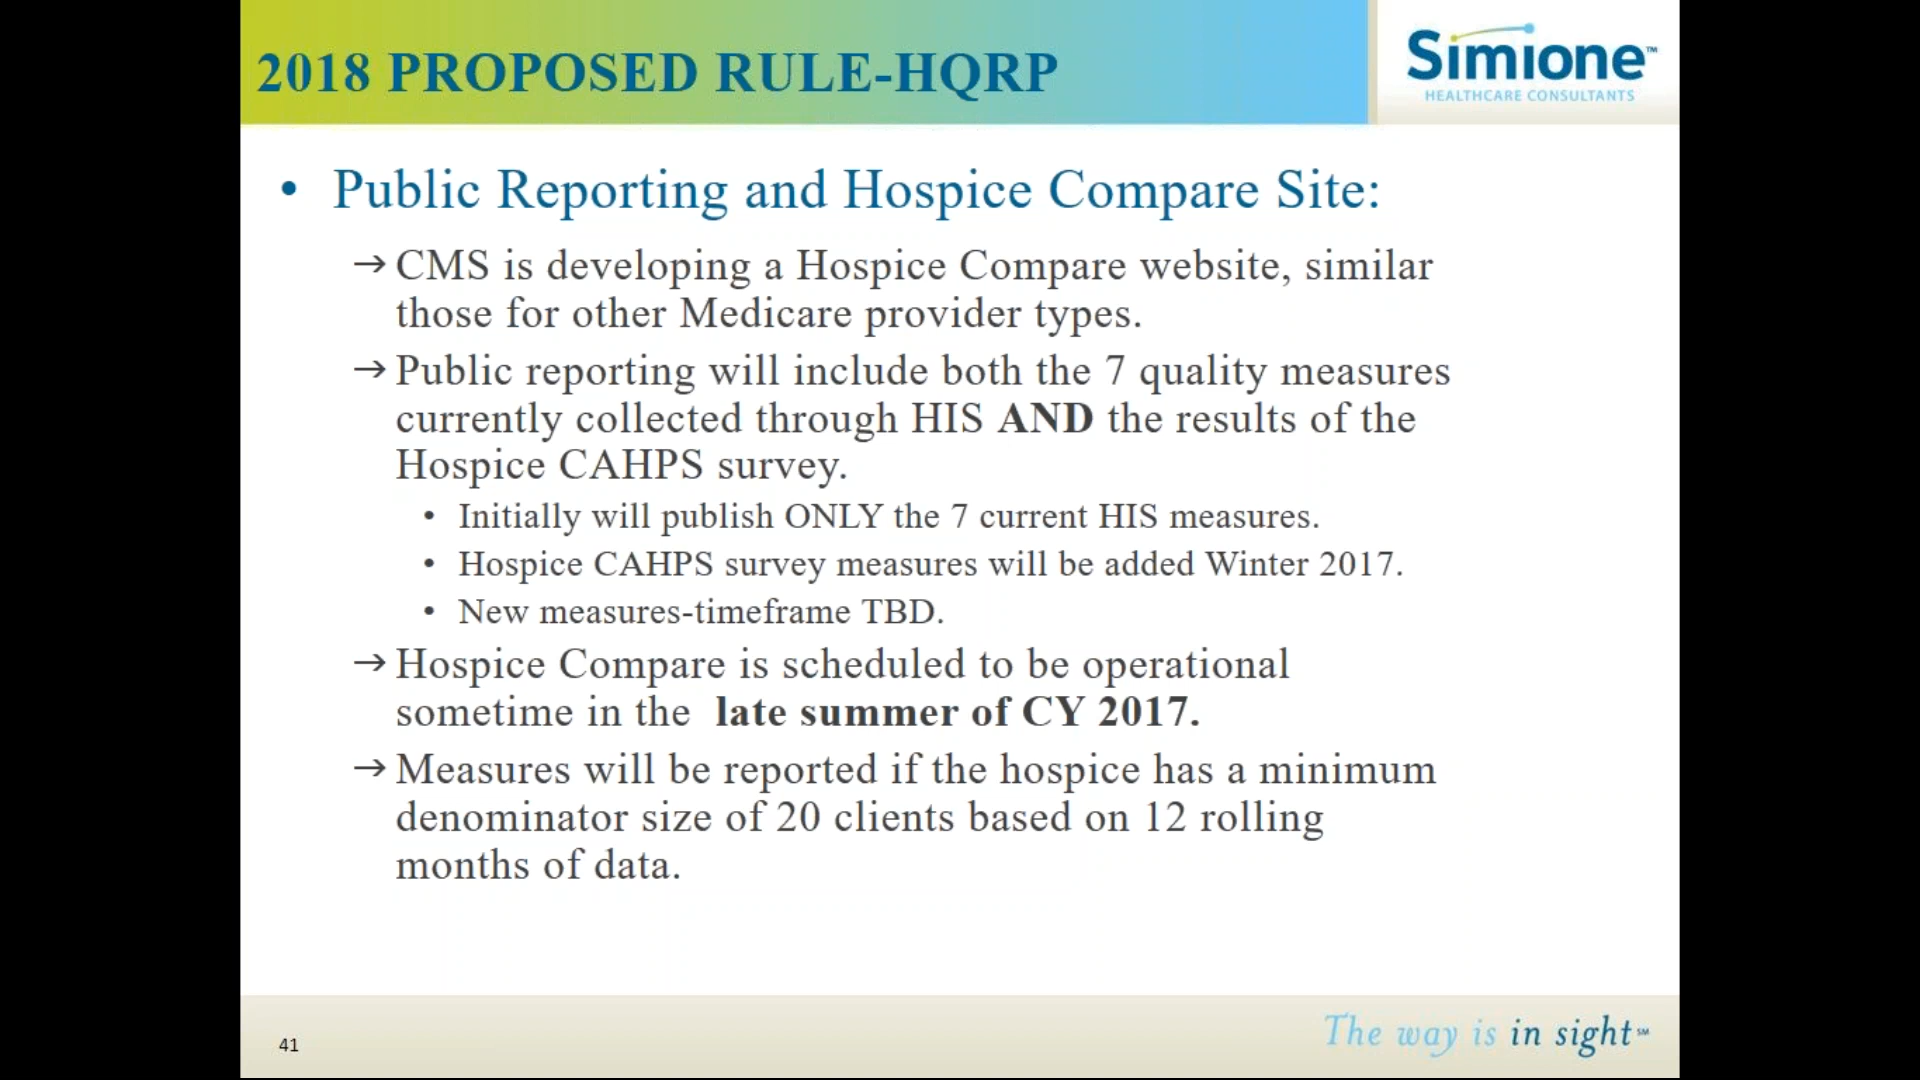 2018 PROPOSED RULE-HQRP
Simione™
HEALTHCARE CONSULTANTS
• Public Reporting and Hospice Compare Site:
→ CMS is developing a Hospice Compare website, similar
those for other Medicare provider types.
→ Public reporting will include both the 7 quality measures
currently collected through HIS AND the results of the
Hospice CAHPS survey.
• Initially will publish ONLY the 7 current HIS measures.
• Hospice CAHPS survey measures will be added Winter 2017.
• New measures-timeframe TBD.
→ Hospice Compare is scheduled to be operational
sometime in the late summer of CY 2017.
→ Measures will be reported if the hospice has a minimum
denominator size of 20 clients based on 12 rolling
months of data.
41
The way is in sight℠